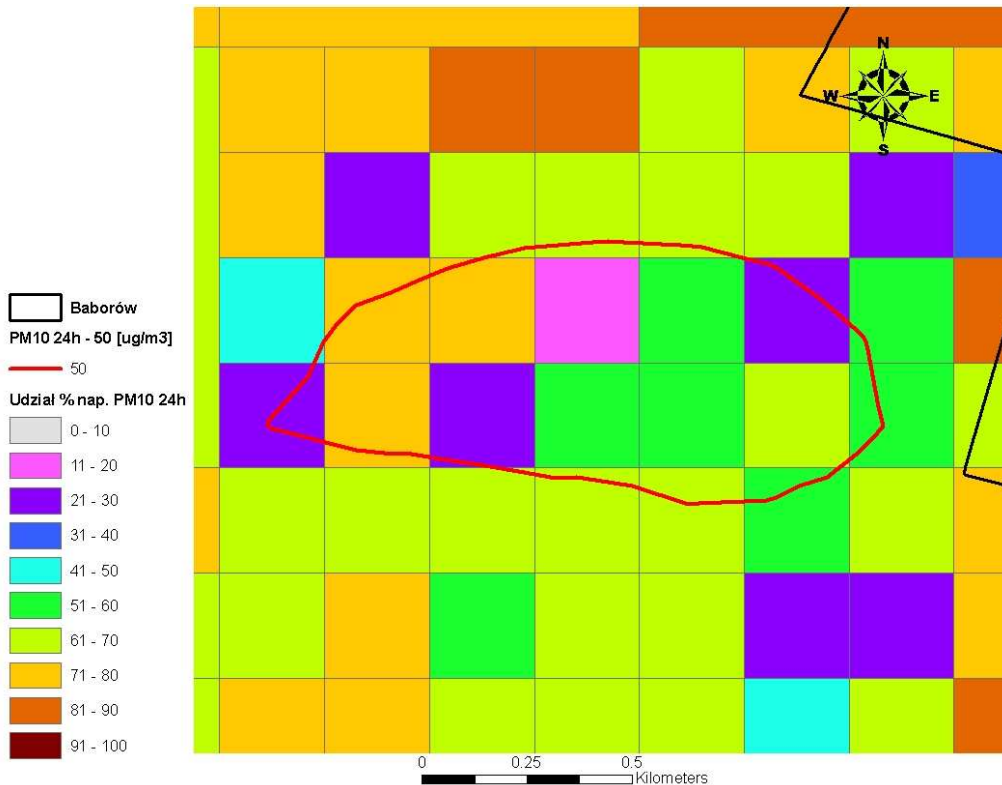 N
W E
S
Baborów
PM10 24h - 50 [ug/m3]
50
Udział % nap. PM10 24h
0 - 10
11 - 20
21 - 30
31 - 40
41 - 50
51 - 60
61 - 70
71 - 80
81 - 90
91 - 100
0 0.25 0.5
Kilometers